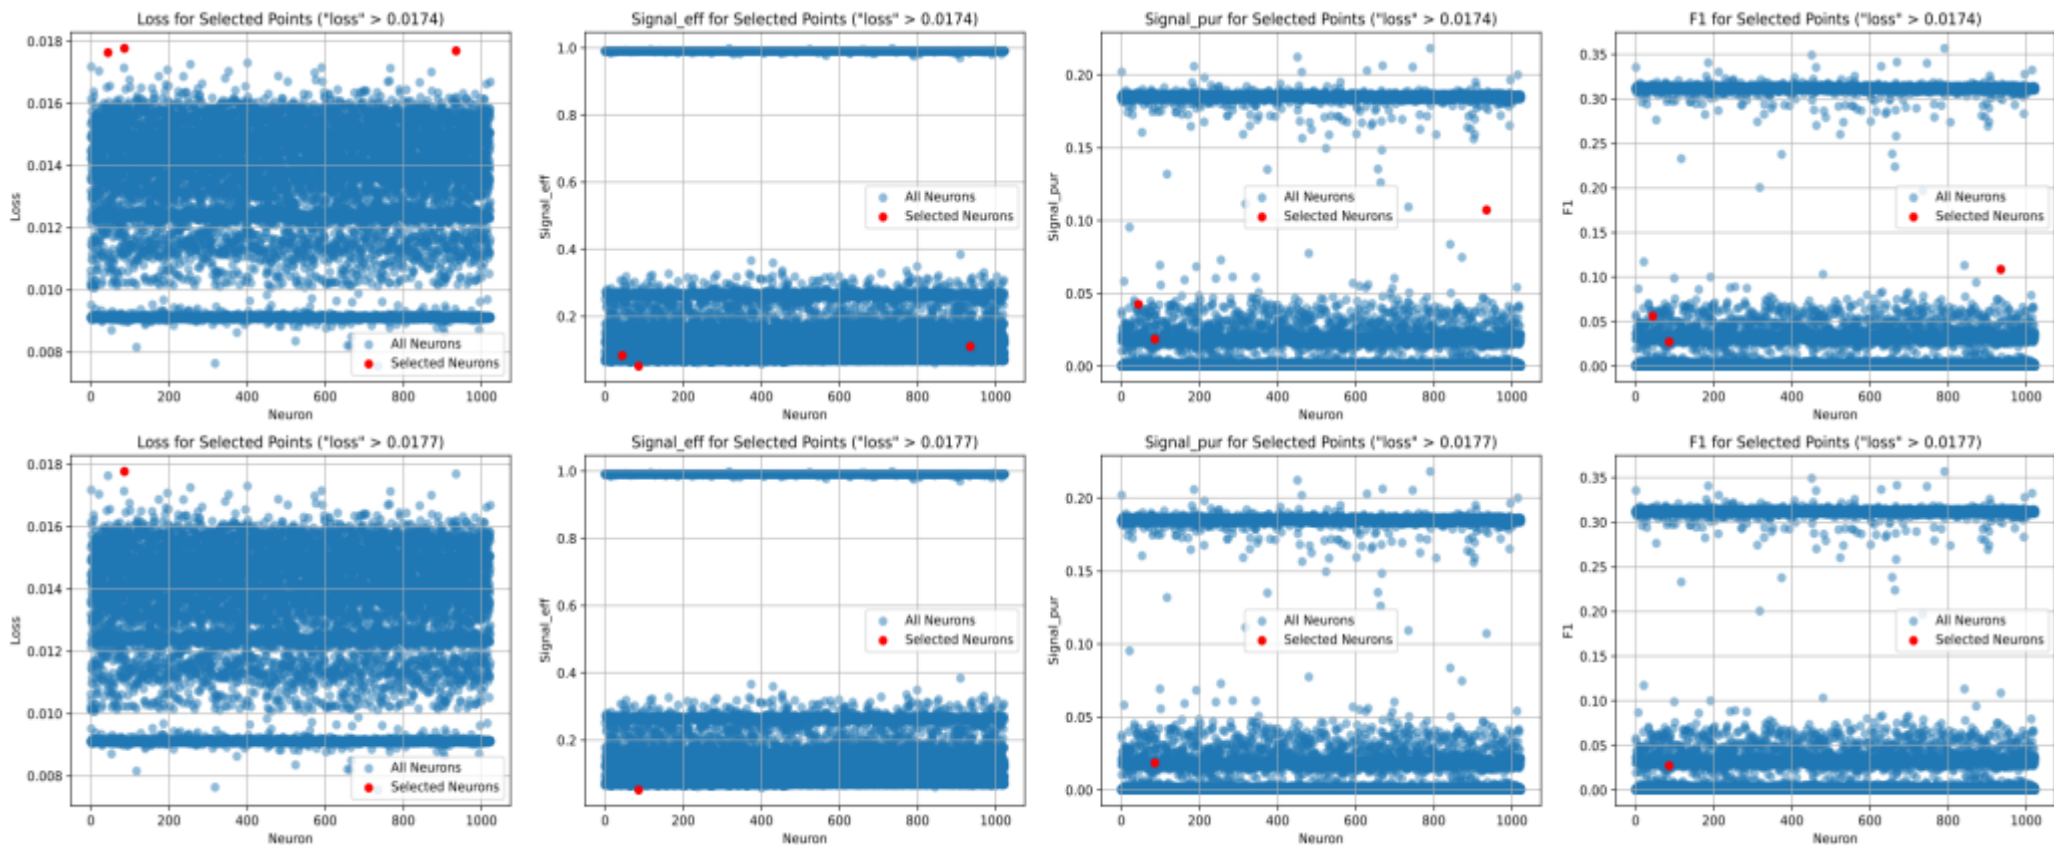 Loss for Selected Points ("loss" > 0.0174)
0.018
0.016
0.014
0.012
0.010
0.008
Loss
All Neurons
Selected Neurons
0 200 400 600 800 1000
Neuron
Signal_eff for Selected Points ("loss" > 0.0174)
1.0
0.8
0.6
0.4
0.2
Signal_eff
All Neurons
Selected Neurons
0 200 400 600 800 1000
Neuron
Signal_pur for Selected Points ("loss" > 0.0174)
0.20
0.15
0.10
0.05
0.00
Signal_pur
All Neurons
Selected Neurons
0 200 400 600 800 1000
Neuron
F1 for Selected Points ("loss" > 0.0174)
0.35
0.30
0.25
0.20
0.15
0.10
0.05
0.00
F1
All Neurons
Selected Neurons
0 200 400 600 800 1000
Neuron
Loss for Selected Points ("loss" > 0.0177)
0.018
0.016
0.014
0.012
0.010
0.008
Loss
All Neurons
Selected Neurons
0 200 400 600 800 1000
Neuron
Signal_eff for Selected Points ("loss" > 0.0177)
1.0
0.8
0.6
0.4
0.2
Signal_eff
All Neurons
Selected Neurons
0 200 400 600 800 1000
Neuron
Signal_pur for Selected Points ("loss" > 0.0177)
0.20
0.15
0.10
0.05
0.00
Signal_pur
All Neurons
Selected Neurons
0 200 400 600 800 1000
Neuron
F1 for Selected Points ("loss" > 0.0177)
0.35
0.30
0.25
0.20
0.15
0.10
0.05
0.00
F1
All Neurons
Selected Neurons
0 200 400 600 800 1000
Neuron